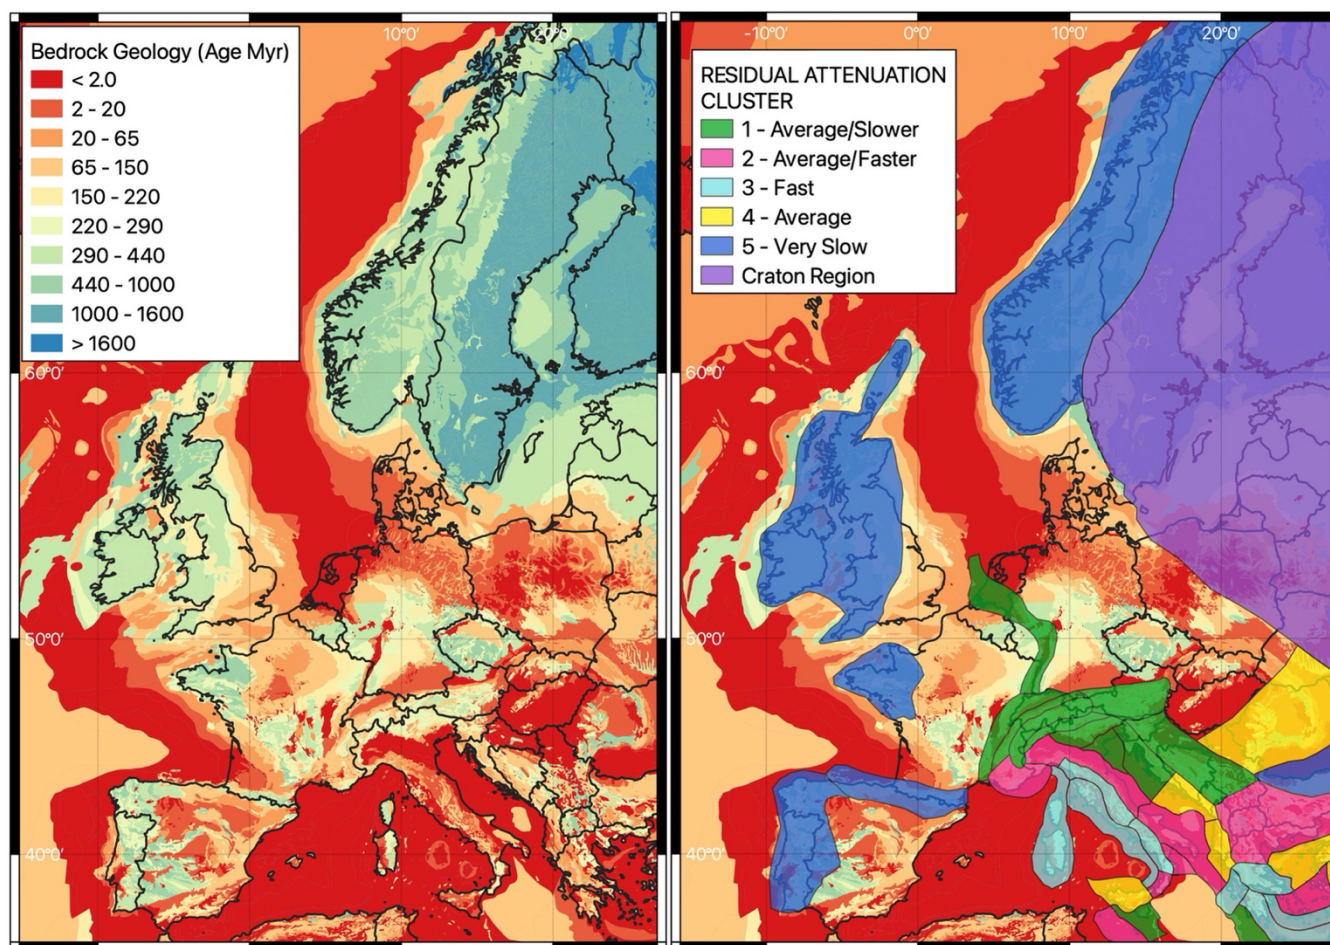 10°0' 20°0'
Bedrock Geology (Age Myr)
< 2.0
2 - 20
20 - 65
65 - 150
150 - 220
220 - 290
290 - 440
440 - 1000
1000 - 1600
> 1600
60°0'
50°0'
40°0'
-10°0' 0°0' 10°0' 20°0'
RESIDUAL ATTENUATION
CLUSTER
1 - Average/Slower
2 - Average/Faster
3 - Fast
4 - Average
5 - Very Slow
Craton Region
60°0'
50°0'
40°0'